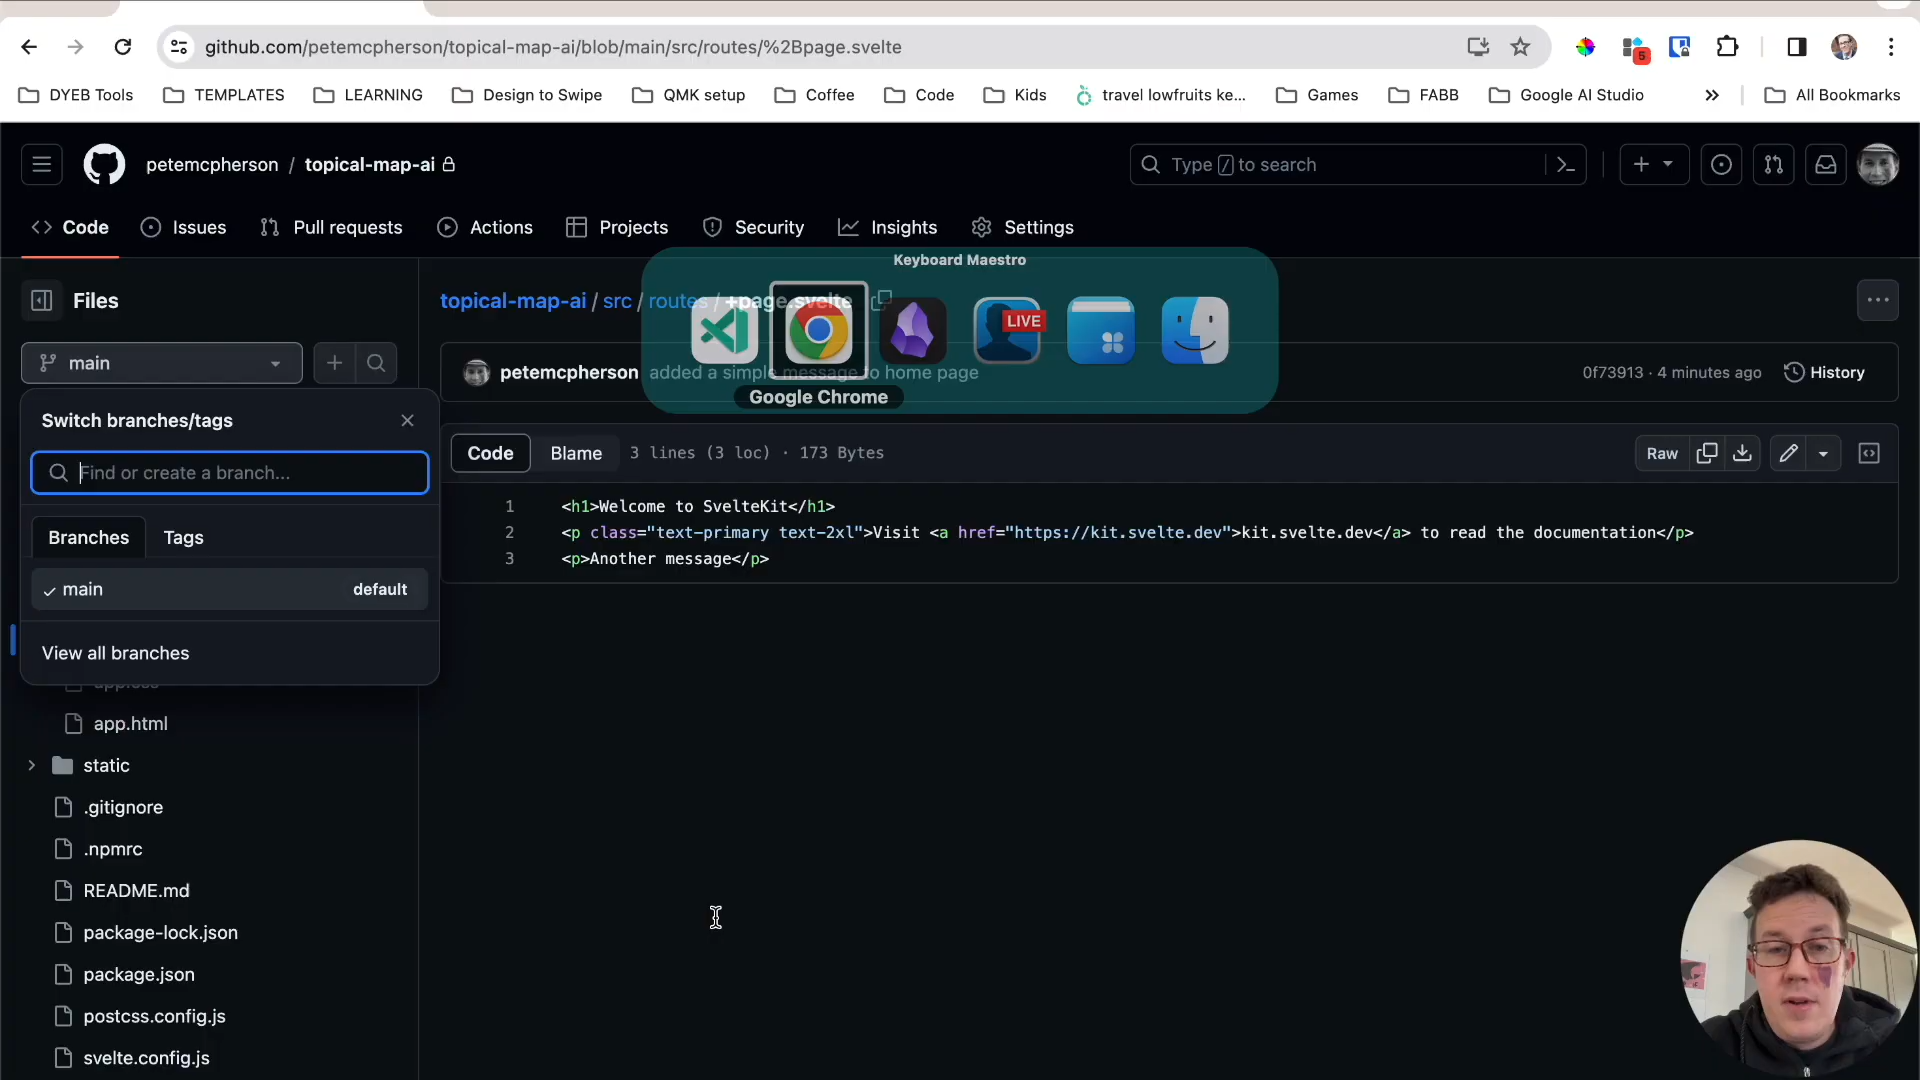 github.com/petemcpherson/topical-map-ai/blob/main/src/routes/%2Bpage.svelte
5
DYEB Tools
TEMPLATES
LEARNING
Design to Swipe
QMK setup
Coffee
Code
Kids
travel lowfruits ke...
Games
FABB
Google AI Studio
All Bookmarks
petemcpherson / topical-map-ai
Type / to search
Code
Issues
Pull requests
Actions
Projects
Security
Insights
Settings
Keyboard Maestro
LIVE
Google Chrome
Files
topical-map-ai / src / routes / +page.svelte
main
petemcpherson added a simple message to home page
0f73913 · 4 minutes ago
History
Switch branches/tags
Find or create a branch...
Branches
Tags
main
default
View all branches
Code
Blame
3 lines (3 loc) · 173 Bytes
Raw
1 <h1>Welcome to SvelteKit</h1>
2 <p class="text-primary text-2xl">Visit <a href="https://kit.svelte.dev">kit.svelte.dev</a> to read the documentation</p>
3 <p>Another message</p>
app.css
app.html
static
.gitignore
.npmrc
README.md
package-lock.json
package.json
postcss.config.js
svelte.config.js